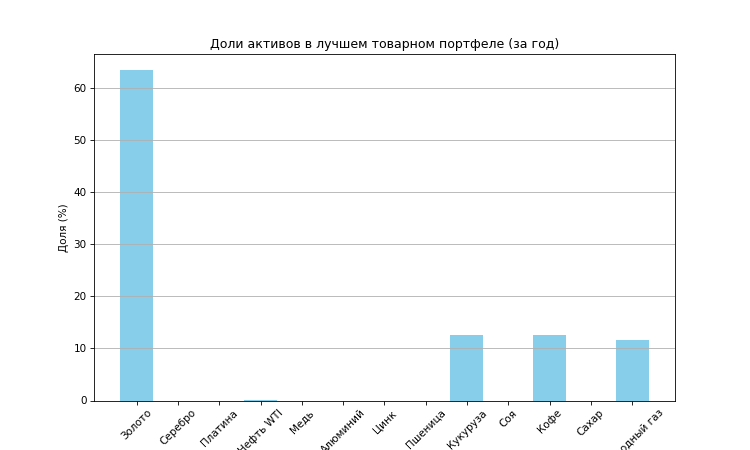 Доли активов в лучшем товарном портфеле (за год)
Доля (%)
60
50
40
30
20
10
0
Золото
Серебро
Платина
Нефть WTI
Медь
Алюминий
Цинк
Пшеница
Кукуруза
Соя
Кофе
Сахар
одный газ